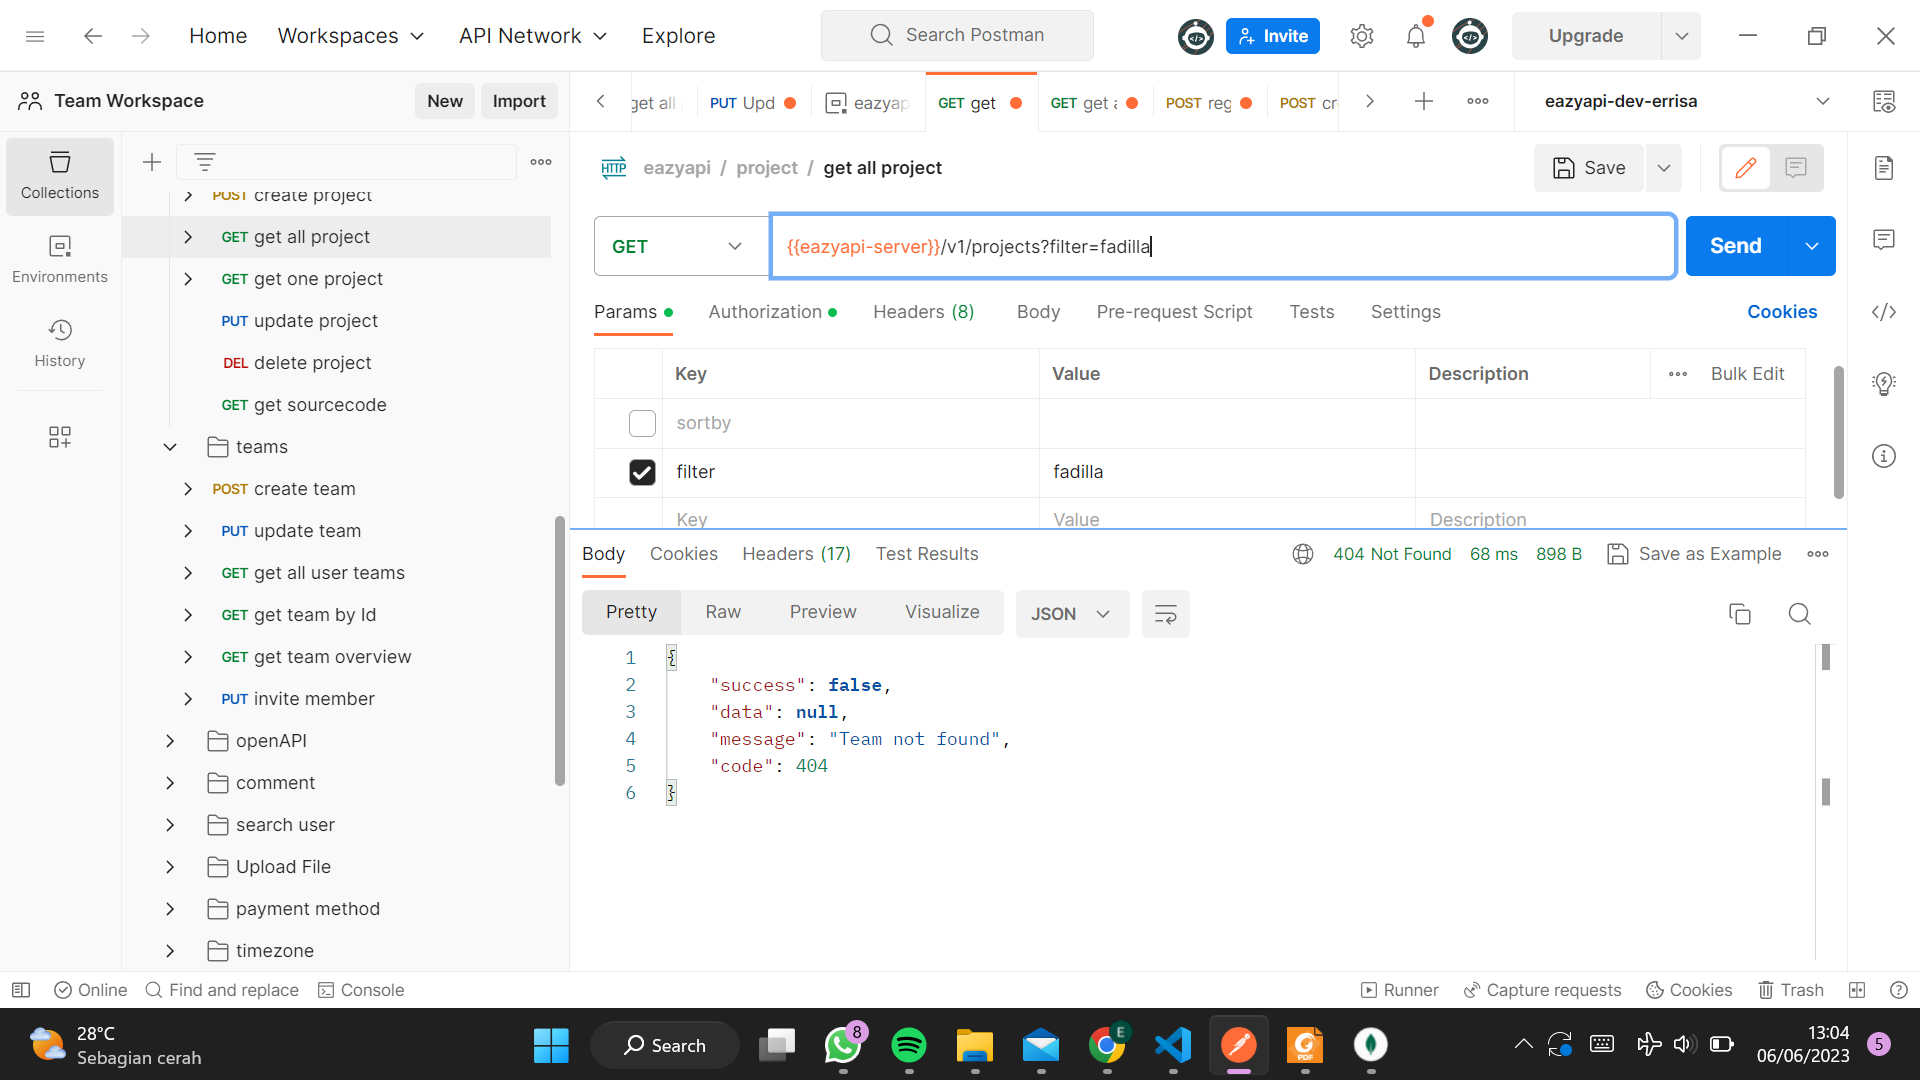 Home Workspaces API Network Explore Search Postman Invite Upgrade
Team Workspace New Import
get all PUT Upd eazyap GET get GET get a POST reg POST cr eazyapi-dev-errisa
Collections
Environments
History
POST create project
GET get all project
GET get one project
PUT update project
DEL delete project
GET get sourcecode
teams
POST create team
PUT update team
GET get all user teams
GET get team by Id
GET get team overview
PUT invite member
openAPI
comment
search user
Upload File
payment method
timezone
HTTP eazyapi / project / get all project Save
GET {{eazyapi-server}}/v1/projects?filter=fadilla Send
Params Authorization Headers (8) Body Pre-request Script Tests Settings Cookies
Key Value Description Bulk Edit
sortby
filter fadilla
Key Value Description
Body Cookies Headers (17) Test Results 404 Not Found 68 ms 898 B Save as Example
Pretty Raw Preview Visualize JSON
1 {
2 "success": false,
3 "data": null,
4 "message": "Team not found",
5 "code": 404
6 }
Online Find and replace Console Runner Capture requests Cookies Trash
28°C
Sebagian cerah
Search
8
E
PDF
13:04
06/06/2023
5